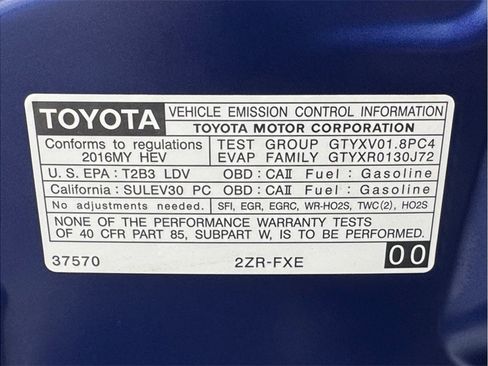 TOYOTA VEHICLE EMISSION CONTROL INFORMATION
TOYOTA MOTOR CORPORATION
Conforms to regulations TEST GROUP GTYXV01.8PC4
2016MY HEV EVAP FAMILY GTYXR0130J72
U.S. EPA : T2B3 LDV OBD : CAII Fuel : Gasoline
California : SULEV30 PC OBD : CAII Fuel : Gasoline
No adjustments needed. SFI, EGR, EGRC, WR-HO2S, TWC(2), HO2S
NONE OF THE PERFORMANCE WARRANTY TESTS
OF 40 CFR PART 85, SUBPART W, IS TO BE PERFORMED.
37570 2ZR-FXE 00